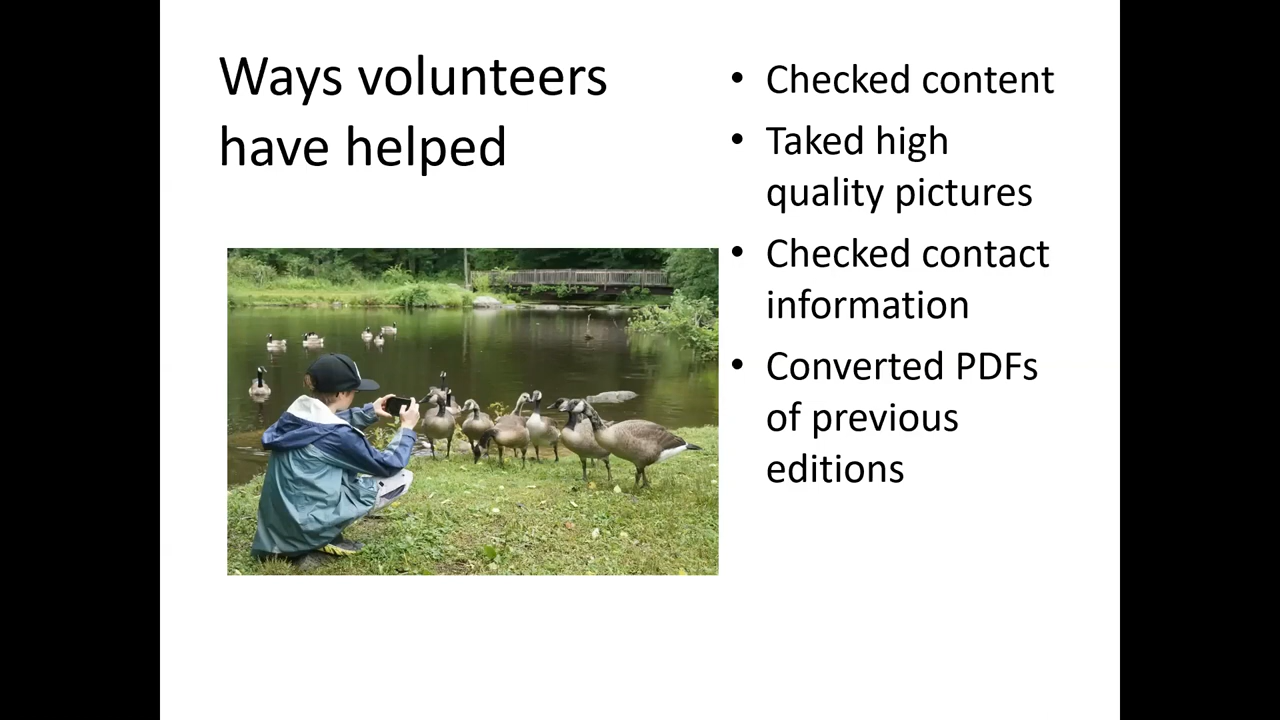 Ways volunteers
have helped
• Checked content
• Taked high
quality pictures
• Checked contact
information
• Converted PDFs
of previous
editions